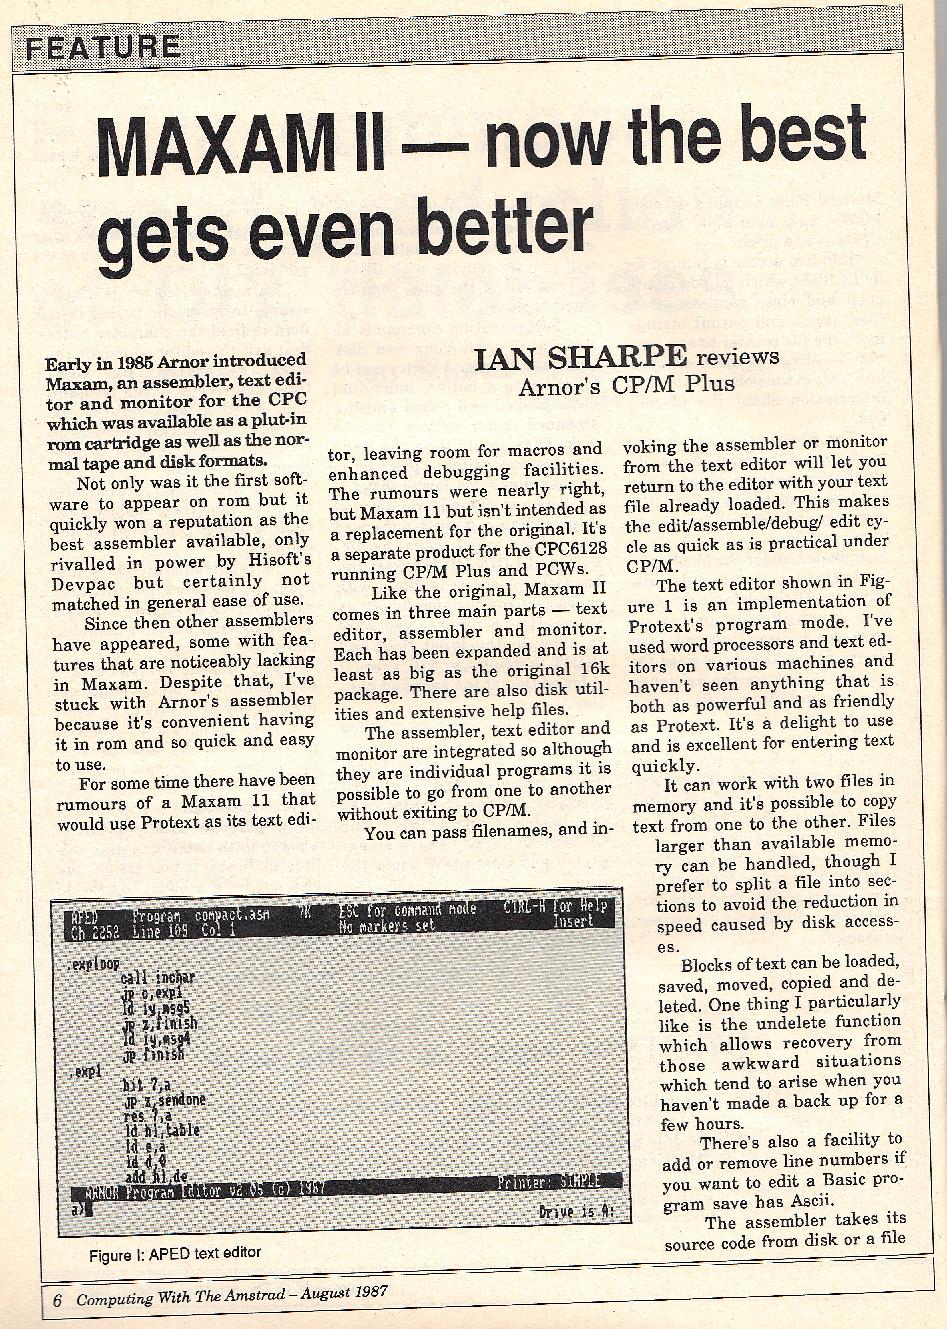 FEATURE
MAXAM II — now the best
gets even better
IAN SHARPE reviews
Arnor's CP/M Plus
Early in 1985 Arnor introduced
Maxam, an assembler, text edi-
tor and monitor for the CPC
which was available as a plut-in
rom cartridge as well as the nor-
mal tape and disk formats.
Not only was it the first soft-
ware to appear on rom but it
quickly won a reputation as the
best assembler available, only
rivalled in power by Hisoft's
Devpac but certainly not
matched in general ease of use.
Since then other assemblers
have appeared, some with fea-
tures that are noticeably lacking
in Maxam. Despite that, I've
stuck with Arnor's assembler
because it's convenient having
it in rom and so quick and easy
to use.
For some time there have been
rumours of a Maxam 11 that
would use Protext as its text edi-
tor, leaving room for macros and
enhanced debugging facilities.
The rumours were nearly right,
but Maxam 11 but isn't intended as
a replacement for the original. It's
a separate product for the CPC6128
running CP/M Plus and PCWs.
Like the original, Maxam II
comes in three main parts — text
editor, assembler and monitor.
Each has been expanded and is at
least as big as the original 16k
package. There are also disk util-
ities and extensive help files.
The assembler, text editor and
monitor are integrated so although
they are individual programs it is
possible to go from one to another
without exiting to CP/M.
You can pass filenames, and in-
voking the assembler or monitor
from the text editor will let you
return to the editor with your text
file already loaded. This makes
the edit/assemble/debug/ edit cy-
cle as quick as is practical under
CP/M.
The text editor shown in Fig-
ure 1 is an implementation of
Protext's program mode. I've
used word processors and text ed-
itors on various machines and
haven't seen anything that is
both as powerful and as friendly
as Protext. It's a delight to use
and is excellent for entering text
quickly.
It can work with two files in
memory and it's possible to copy
text from one to the other. Files
larger than available memo-
ry can be handled, though I
prefer to split a file into sec-
tions to avoid the reduction in
speed caused by disk access-
es.
Blocks of text can be loaded,
saved, moved, copied and de-
leted. One thing I particularly
like is the undelete function
which allows recovery from
those awkward situations
which tend to arise when you
haven't made a back up for a
few hours.
There's also a facility to
add or remove line numbers if
you want to edit a Basic pro-
gram save has Ascii.
The assembler takes its
source code from disk or a file
APED Program compact.asm ESC for command mode CTRL-H for Help
Ch 2252 Line 109 Col 1 No markers set Insert
.exploop
call inchar
jp c,exp1
ld iy,msg5
jp z,finish
ld iy,msg4
jp finish
.exp1
bit 7,a
jp z,sendone
res 7,a
ld hl,table
ld e,a
ld d,0
add hl,de
ARNOR Program Editor v2.05 (c) 1987 Printer: SIMPLE
a> Drive is A:
Figure I: APED text editor
6 Computing With The Amstrad – August 1987